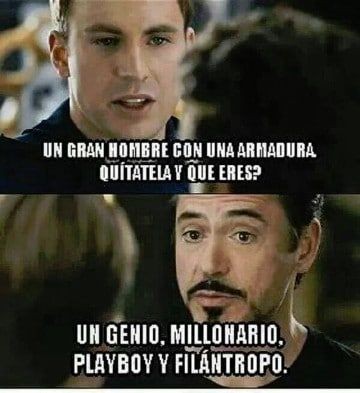 UN GRAN HOMBRE CON UNA ARMADURA
QUÍTATELA Y QUE ERES?
UN GENIO, MILLONARIO,
PLAYBOY Y FILÁNTROPO.